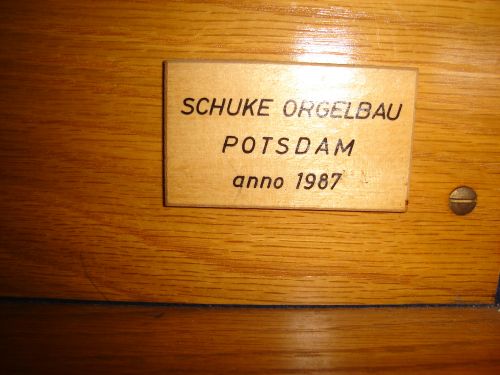 SCHUKE ORGELBAU
POTSDAM
anno 1987